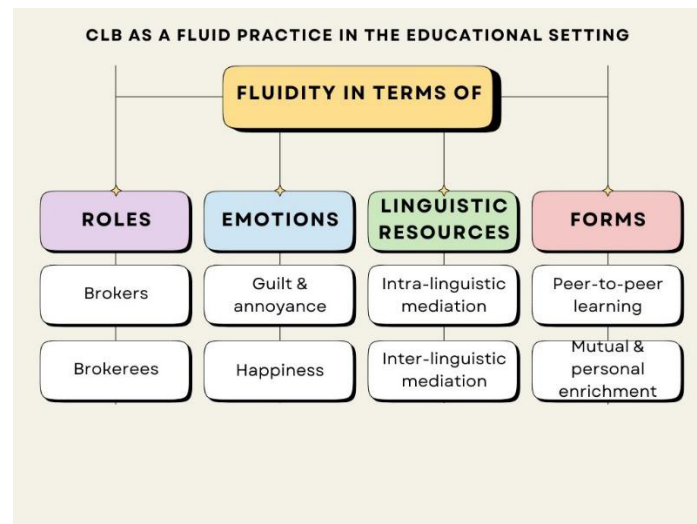 CLB AS A FLUID PRACTICE IN THE EDUCATIONAL SETTING
FLUIDITY IN TERMS OF
ROLES
EMOTIONS
LINGUISTIC
RESOURCES
FORMS
Brokers
Guilt &
annoyance
Intra-linguistic
mediation
Peer-to-peer
learning
Brokerees
Happiness
Inter-linguistic
mediation
Mutual &
personal
enrichment